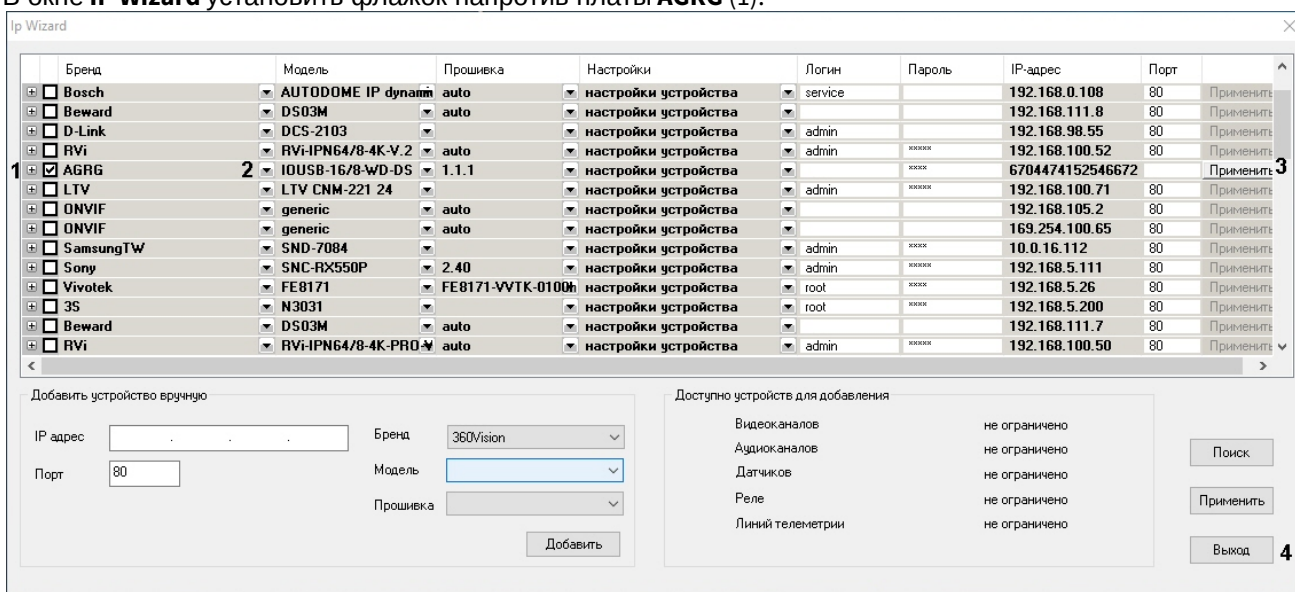 В окне Ip Wizard установить флажок напротив платы AGRG (1).
Ip Wizard
Бренд Модель Прошивка Настройки Логин Пароль IP-адрес Порт
Bosch AUTODOME IP dynami auto настройки устройства service 192.168.0.108 80 Применить
Beward DS03M auto настройки устройства 192.168.111.8 80 Применить
D-Link DCS-2103 настройки устройства admin 192.168.98.55 80 Применить
RVi RVi-IPN64/8-4K-V.2 auto настройки устройства admin ***** 192.168.100.52 80 Применить
1 AGRG 2 IOUSB-16/8-WD-DS 1.1.1 настройки устройства **** 6704474152546672 Применить 3
LTV LTV CNM-221 24 настройки устройства admin ***** 192.168.100.71 80 Применить
ONVIF generic auto настройки устройства 192.168.105.2 80 Применить
ONVIF generic auto настройки устройства 169.254.100.65 80 Применить
SamsungTW SND-7084 настройки устройства admin **** 10.0.16.112 80 Применить
Sony SNC-RX550P 2.40 настройки устройства admin ***** 192.168.5.111 80 Применить
Vivotek FE8171 FE8171-VVTK-0100h настройки устройства root **** 192.168.5.26 80 Применить
3S N3031 настройки устройства root **** 192.168.5.200 80 Применить
Beward DS03M auto настройки устройства 192.168.111.7 80 Применить
RVi RVi-IPN64/8-4K-PRO-V auto настройки устройства admin ***** 192.168.100.50 80 Применить
Добавить устройство вручную Доступно устройств для добавления
IP адрес . . . Бренд 360Vision Видеоканалов не ограничено
Аудиоканалов не ограничено Поиск
Порт 80 Модель Датчиков не ограничено
Прошивка Реле не ограничено Применить
Линий телеметрии не ограничено
Добавить Выход 4